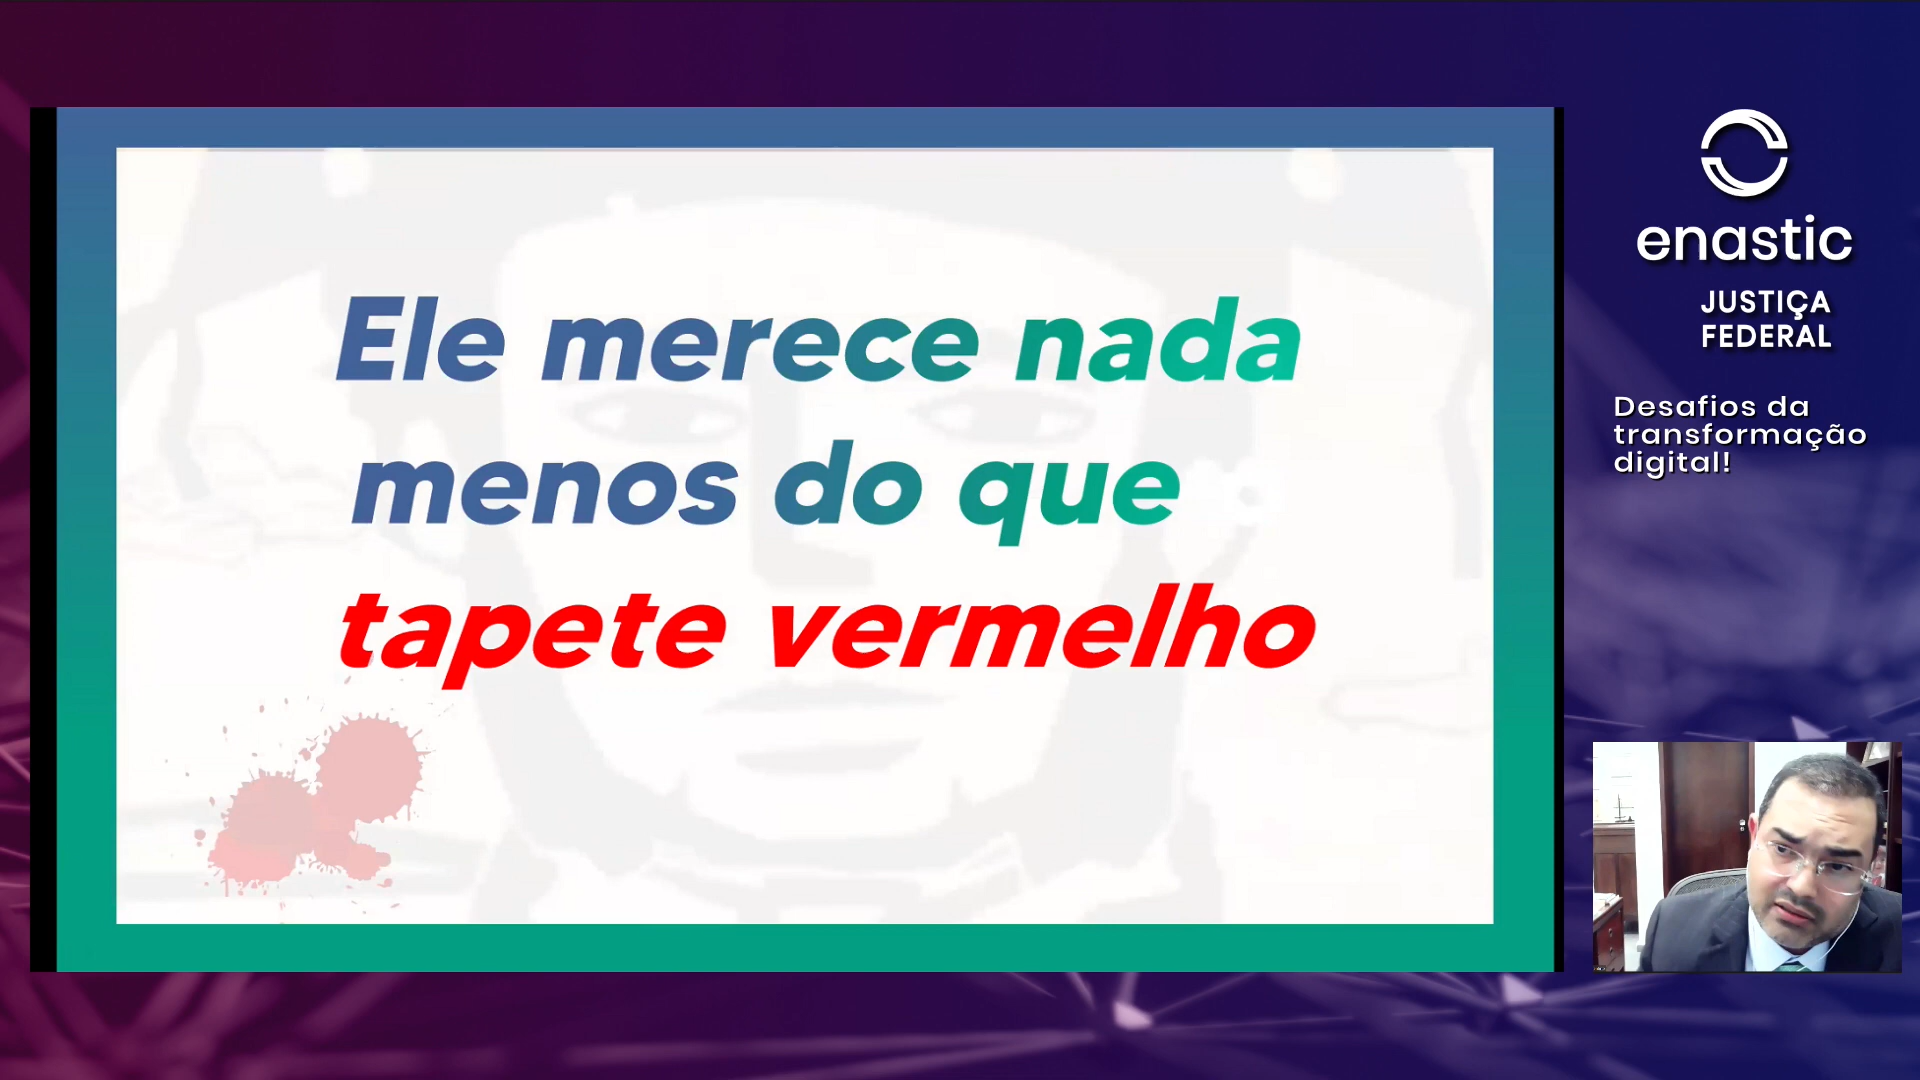 Ele merece nada
menos do que
tapete vermelho
enastic
JUSTIÇA
FEDERAL
Desafios da
transformação
digital!